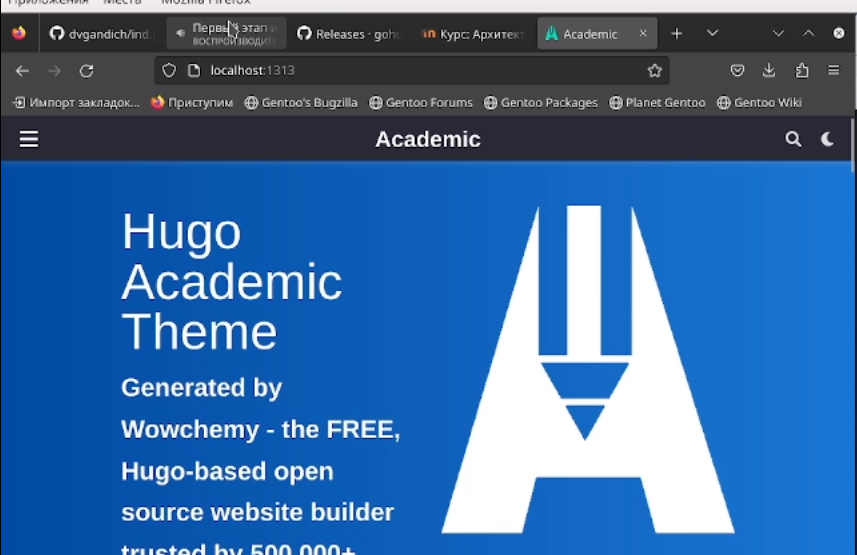 Приложения Места Mozilla Firefox
dvgandich/ind
Первый этап и
ВОСПРОИЗВОДИТС
Releases · gohu
Курс: Архитект
Academic
localhost:1313
Импорт закладок...
Приступим
Gentoo's Bugzilla
Gentoo Forums
Gentoo Packages
Planet Gentoo
Gentoo Wiki
Academic
Hugo
Academic
Theme
Generated by
Wowchemy - the FREE,
Hugo-based open
source website builder
trusted by 500,000+